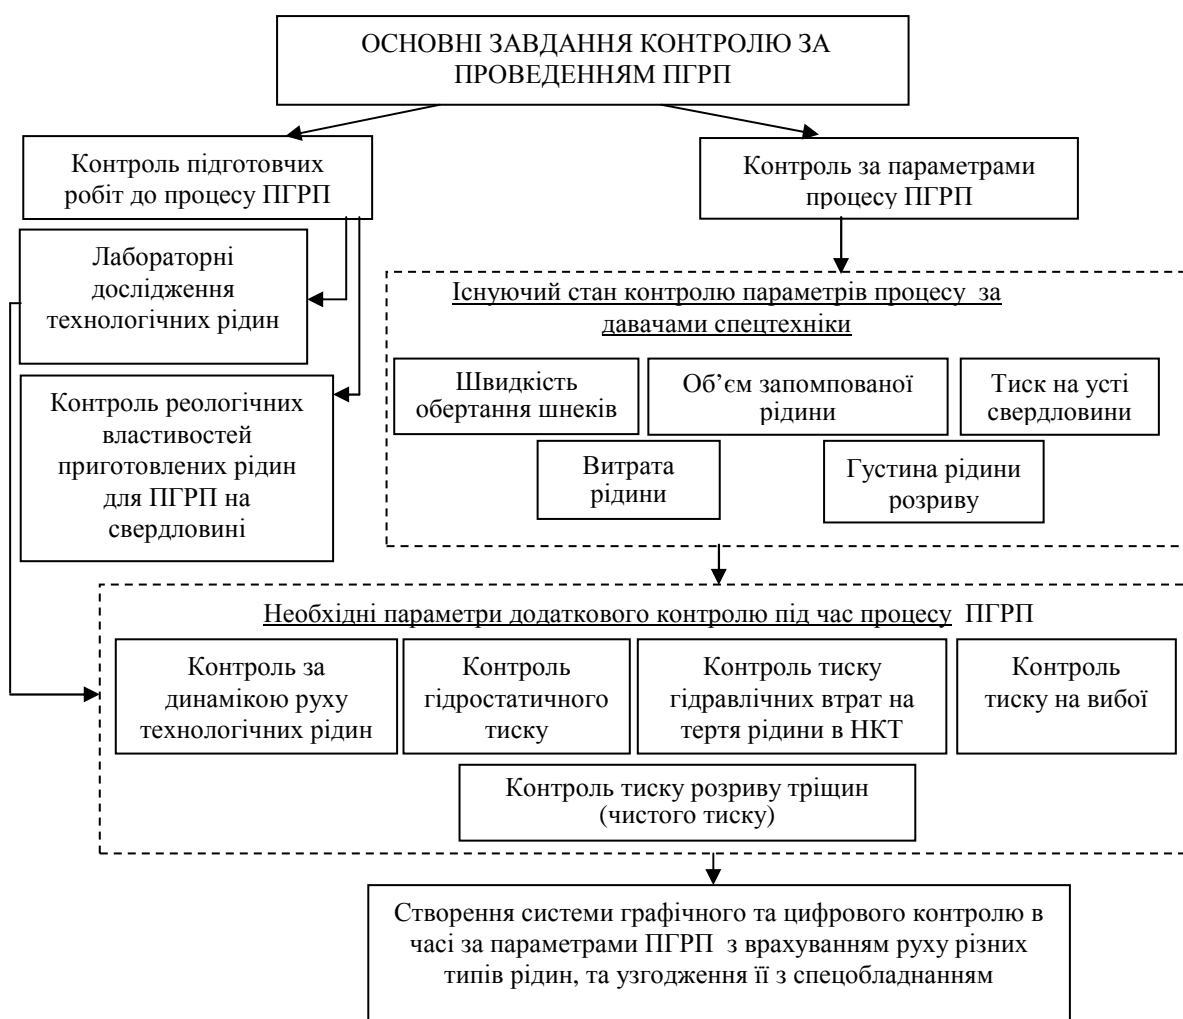 ОСНОВНІ ЗАВДАННЯ КОНТРОЛЮ ЗА
ПРОВЕДЕННЯМ ПГРП
Контроль підготовчих
робіт до процесу ПГРП
Контроль за параметрами
процесу ПГРП
Лабораторні
дослідження
технологічних рідин
Контроль реологічних
властивостей
приготовлених рідин
для ПГРП на
свердловині
Існуючий стан контролю параметрів процесу за
давачами спецтехніки
Швидкість
обертання шнеків
Об’єм запомпованої
рідини
Тиск на усті
свердловини
Витрата
рідини
Густина рідини
розриву
Необхідні параметри додаткового контролю під час процесу ПГРП
Контроль за
динамікою руху
технологічних рідин
Контроль
гідростатичного
тиску
Контроль тиску
гідравлічних втрат на
тертя рідини в НКТ
Контроль
тиску на вибої
Контроль тиску розриву тріщин
(чистого тиску)
Створення системи графічного та цифрового контролю в
часі за параметрами ПГРП з врахуванням руху різних
типів рідин, та узгодження її з спецобладнанням